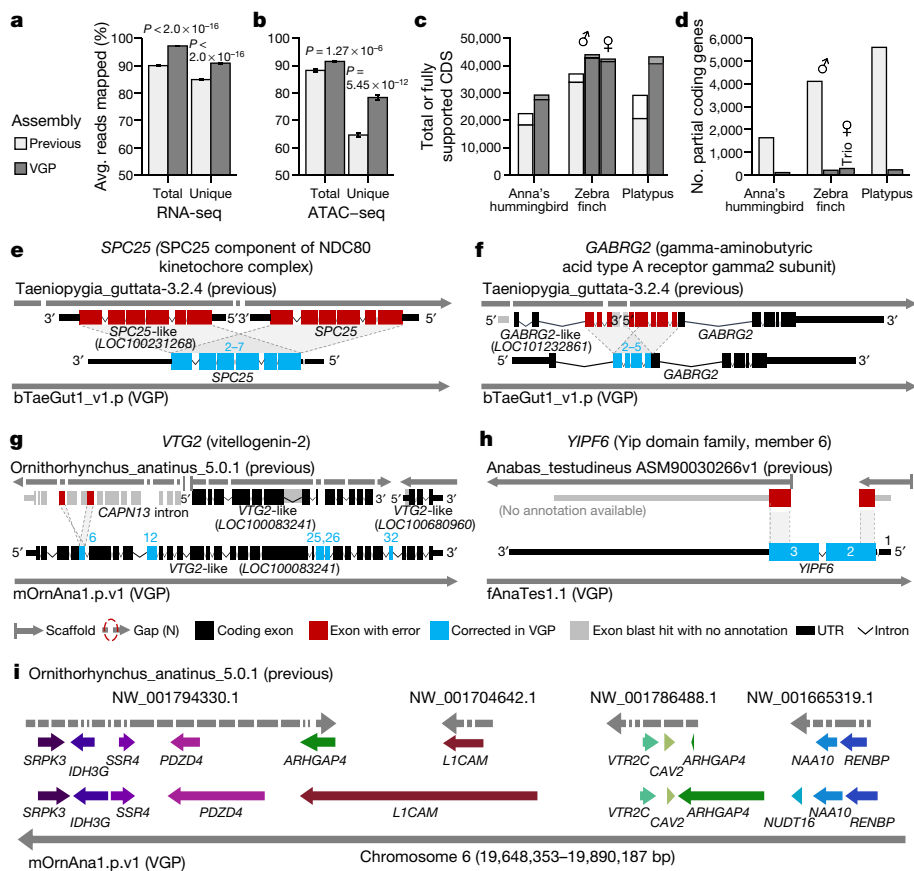 a
P < 2.0 × 10⁻¹⁶
P < 2.0 × 10⁻¹⁶
Assembly
Previous
VGP
Avg. reads mapped (%)
100
90
80
70
60
50
Total Unique
RNA-seq
b
P = 1.27 × 10⁻⁶
P = 5.45 × 10⁻¹²
100
90
80
70
60
50
Total Unique
ATAC–seq
c
Total or fully supported CDS
50,000
40,000
30,000
20,000
10,000
0
♂ ♀
Anna's hummingbird
Zebra finch
Platypus
d
No. partial coding genes
6,000
5,000
4,000
3,000
2,000
1,000
0
♂
Trio ♀
Anna's hummingbird
Zebra finch
Platypus
e
SPC25 (SPC25 component of NDC80
kinetochore complex)
Taeniopygia_guttata-3.2.4 (previous)
3′ 5′ 3′ 5′
SPC25-like
(LOC100231268)
SPC25
2–7
3′ 5′
SPC25
bTaeGut1_v1.p (VGP)
f
GABRG2 (gamma-aminobutyric
acid type A receptor gamma2 subunit)
Taeniopygia_guttata-3.2.4 (previous)
5′ 3′ 5′ 3′
GABRG2-like
(LOC101232861)
GABRG2
2–5
5′ 3′
GABRG2
bTaeGut1_v1.p (VGP)
g
VTG2 (vitellogenin-2)
Ornithorhynchus_anatinus_5.0.1 (previous)
CAPN13 intron
5′ 3′ 3′
VTG2-like
(LOC100083241)
VTG2-like
(LOC100680960)
6 12 25,26 32
5′ 3′
VTG2-like (LOC100083241)
mOrnAna1.p.v1 (VGP)
h
YIPF6 (Yip domain family, member 6)
Anabas_testudineus ASM90030266v1 (previous)
(No annotation available)
3′ 3 2 1 5′
YIPF6
fAnaTes1.1 (VGP)
Scaffold Gap (N) Coding exon Exon with error Corrected in VGP Exon blast hit with no annotation UTR Intron
i
Ornithorhynchus_anatinus_5.0.1 (previous)
NW_001794330.1 NW_001704642.1 NW_001786488.1 NW_001665319.1
SRPK3 IDH3G SSR4 PDZD4 ARHGAP4 L1CAM VTR2C CAV2 ARHGAP4 NAA10 RENBP
SRPK3 IDH3G SSR4 PDZD4 L1CAM VTR2C CAV2 ARHGAP4 NUDT16 NAA10 RENBP
mOrnAna1.p.v1 (VGP)
Chromosome 6 (19,648,353–19,890,187 bp)